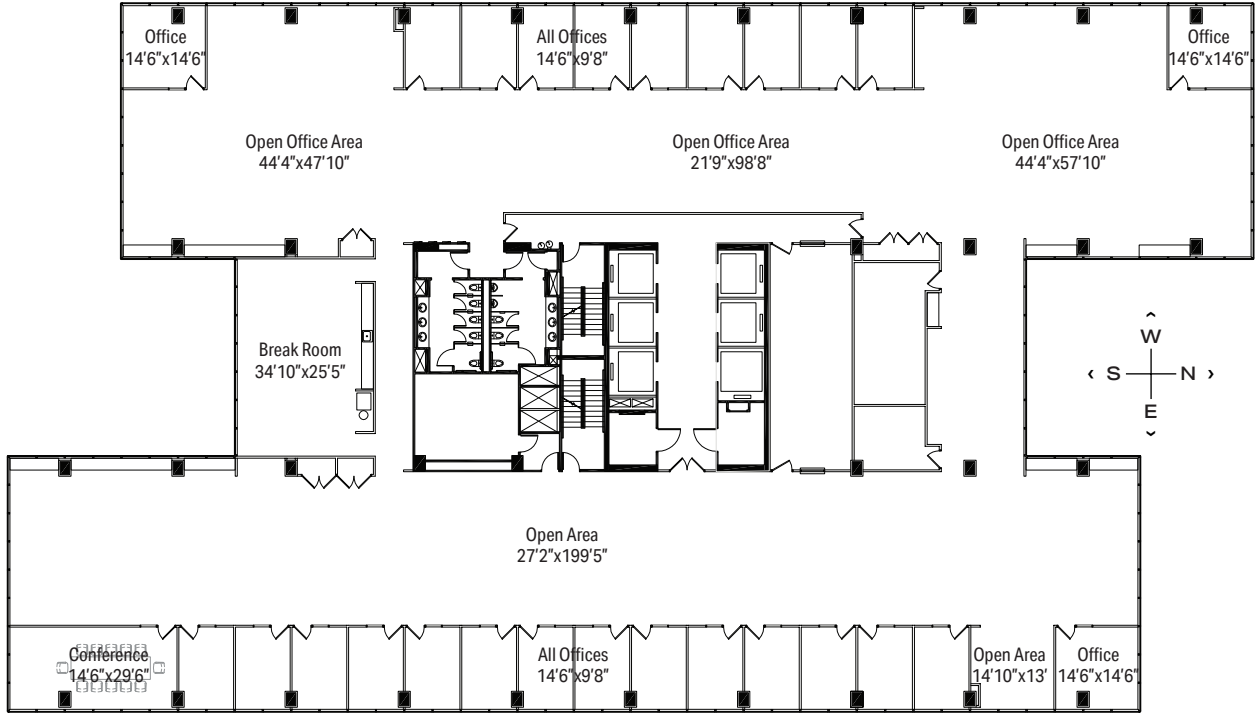 Office
14'6"x14'6"
All Offices
14'6"x9'8"
Office
14'6"x14'6"
Open Office Area
44'4"x47'10"
Open Office Area
21'9"x98'8"
Open Office Area
44'4"x57'10"
Break Room
34'10"x25'5"
W
S
N
E
Open Area
27'2"x199'5"
Conference
14'6"x29'6"
All Offices
14'6"x9'8"
Open Area
14'10"x13'
Office
14'6"x14'6"